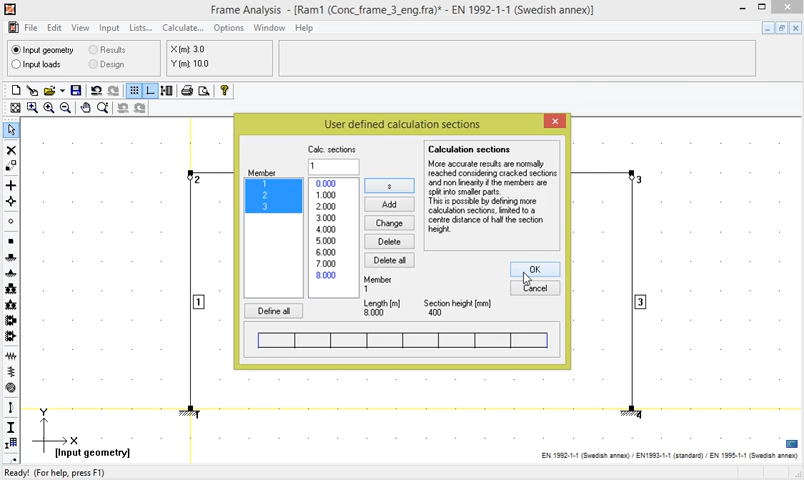 Frame Analysis - [Ram1 (Conc_frame_3_eng.fra)* - EN 1992-1-1 (Swedish annex)]
File Edit View Input Lists... Calculate... Options Window Help
Input geometry Results
Input loads Design
X (m): 3.0
Y (m): 10.0
User defined calculation sections
Calc. sections
1
Member
1
2
3
0.000
1.000
2.000
3.000
4.000
5.000
6.000
7.000
8.000
s
Add
Change
Delete
Delete all
Calculation sections
More accurate results are normally
reached considering cracked sections
and non linearity if the members are
split into smaller parts.
This is possible by defining more
calculation sections, limited to a
centre distance of half the section
height.
OK
Cancel
Member
1
Length [m] Section height [mm]
8.000 400
Define all
2
3
1
3
1
4
Y
X
[Input geometry]
EN 1992-1-1 (Swedish annex) / EN1993-1-1 (standard) / EN 1995-1-1 (Swedish annex)
Ready! (For help, press F1)